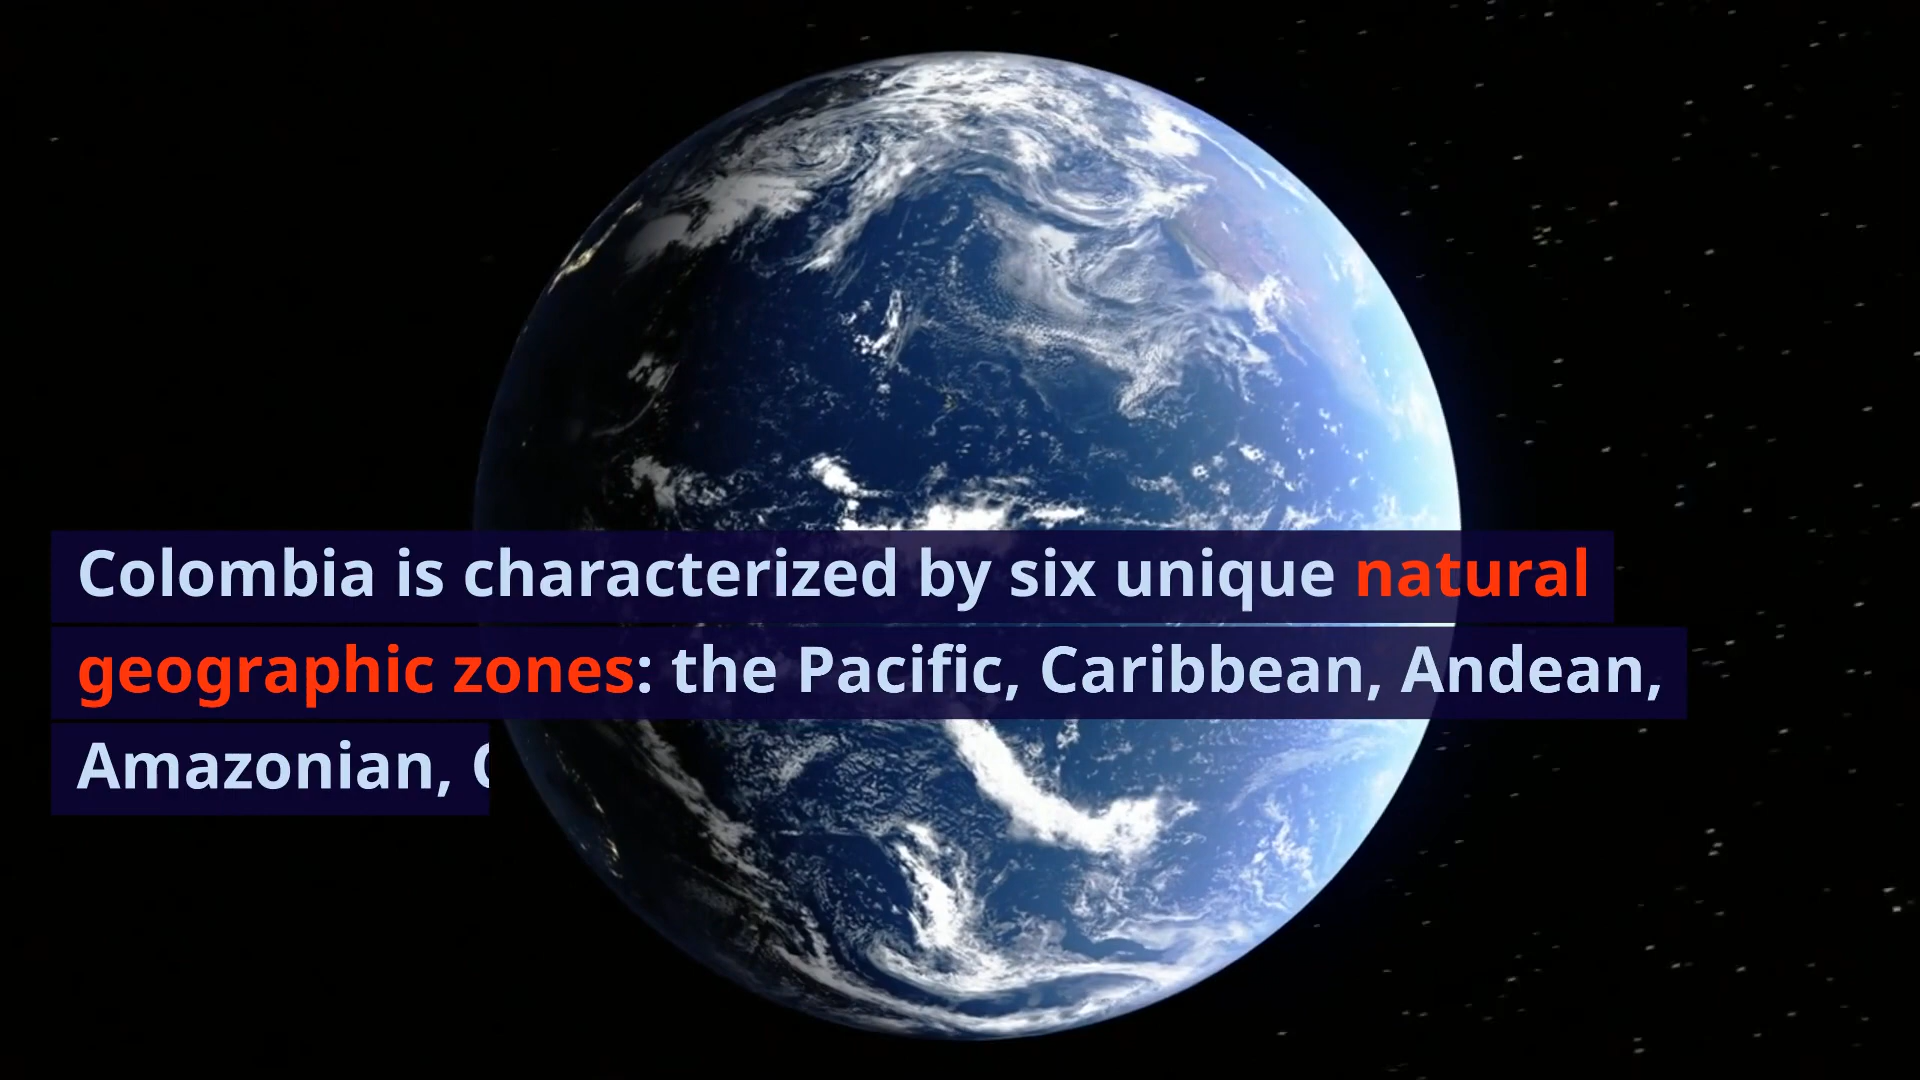 Colombia is characterized by six unique natural
geographic zones: the Pacific, Caribbean, Andean,
Amazonian,